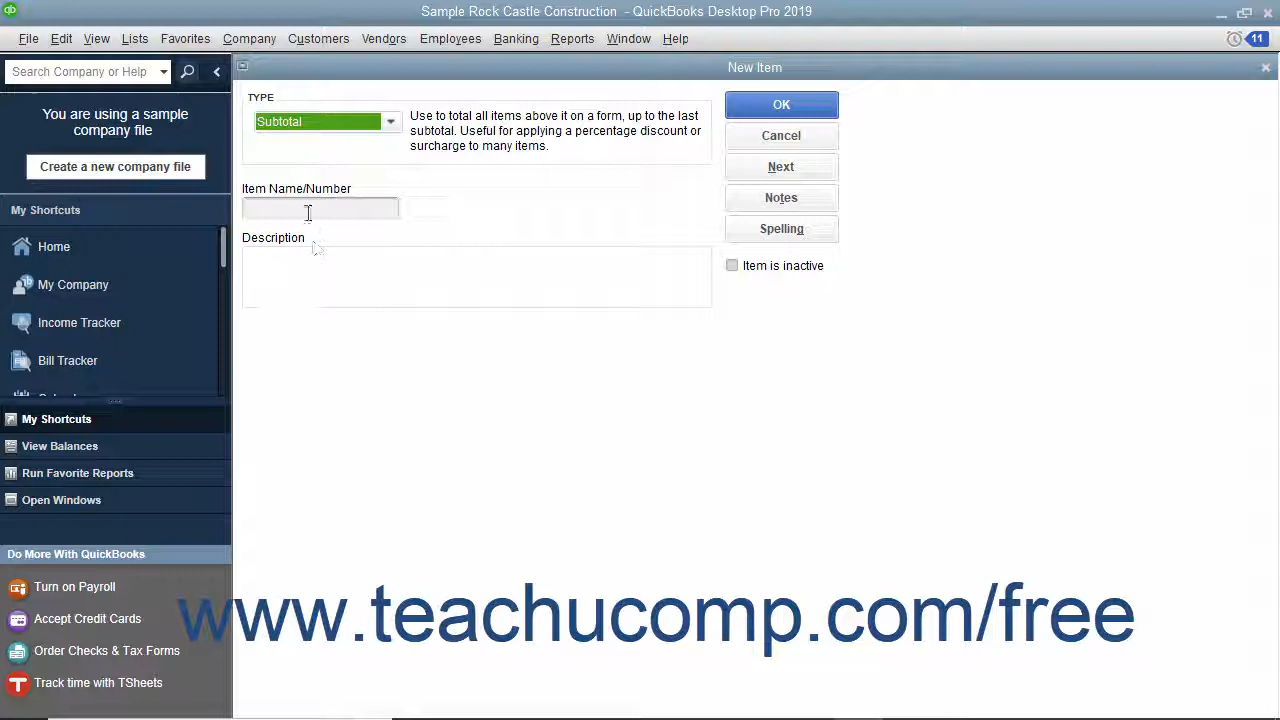 Sample Rock Castle Construction - QuickBooks Desktop Pro 2019
File Edit View Lists Favorites Company Customers Vendors Employees Banking Reports Window Help 11
Search Company or Help
New Item
You are using a sample
company file
Create a new company file
My Shortcuts
Home
My Company
Income Tracker
Bill Tracker
My Shortcuts
View Balances
Run Favorite Reports
Open Windows
Do More With QuickBooks
Turn on Payroll
Accept Credit Cards
Order Checks & Tax Forms
Track time with TSheets
TYPE
Subtotal
Use to total all items above it on a form, up to the last
subtotal. Useful for applying a percentage discount or
surcharge to many items.
Item Name/Number
Description
OK
Cancel
Next
Notes
Spelling
Item is inactive
www.teachucomp.com/free